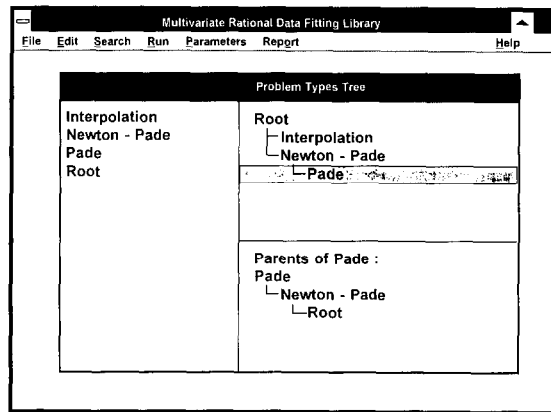 Multivariate Rational Data Fitting Library
File Edit Search Run Parameters Report Help
Problem Types Tree
Interpolation
Newton - Pade
Pade
Root
Root
Interpolation
Newton - Pade
Pade
Parents of Pade :
Pade
Newton - Pade
Root